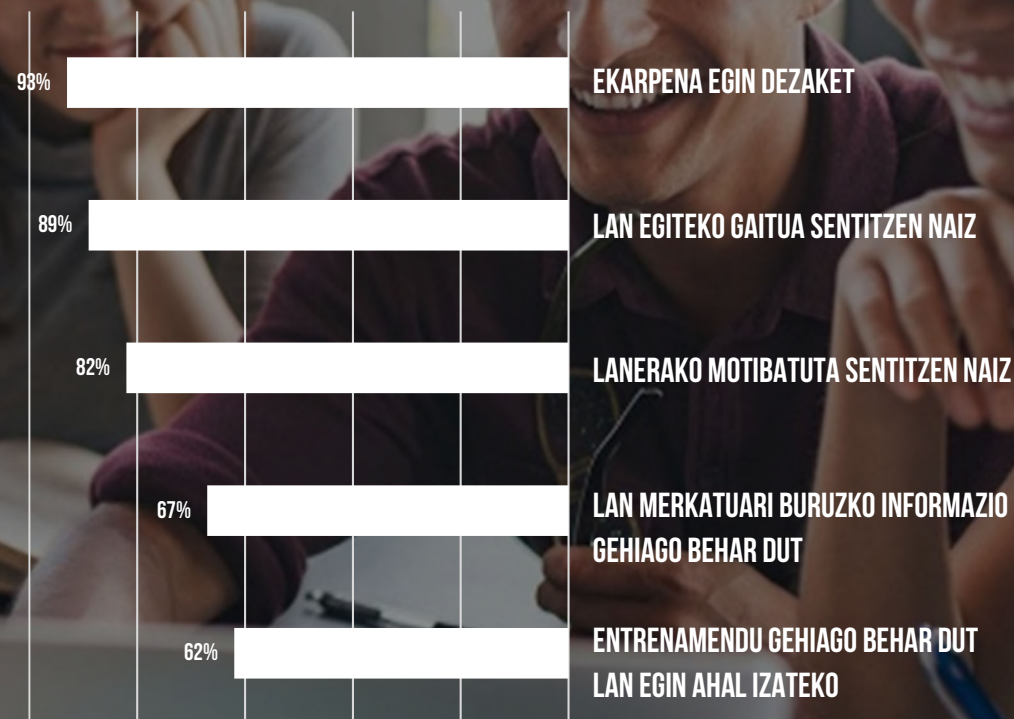 93%
EKARPENA EGIN DEZAKET
89%
LAN EGITEKO GAITUA SENTITZEN NAIZ
82%
LANERAKO MOTIBATUTA SENTITZEN NAIZ
67%
LAN MERKATUARI BURUZKO INFORMAZIO
GEHIAGO BEHAR DUT
62%
ENTRENAMENDU GEHIAGO BEHAR DUT
LAN EGIN AHAL IZATEKO